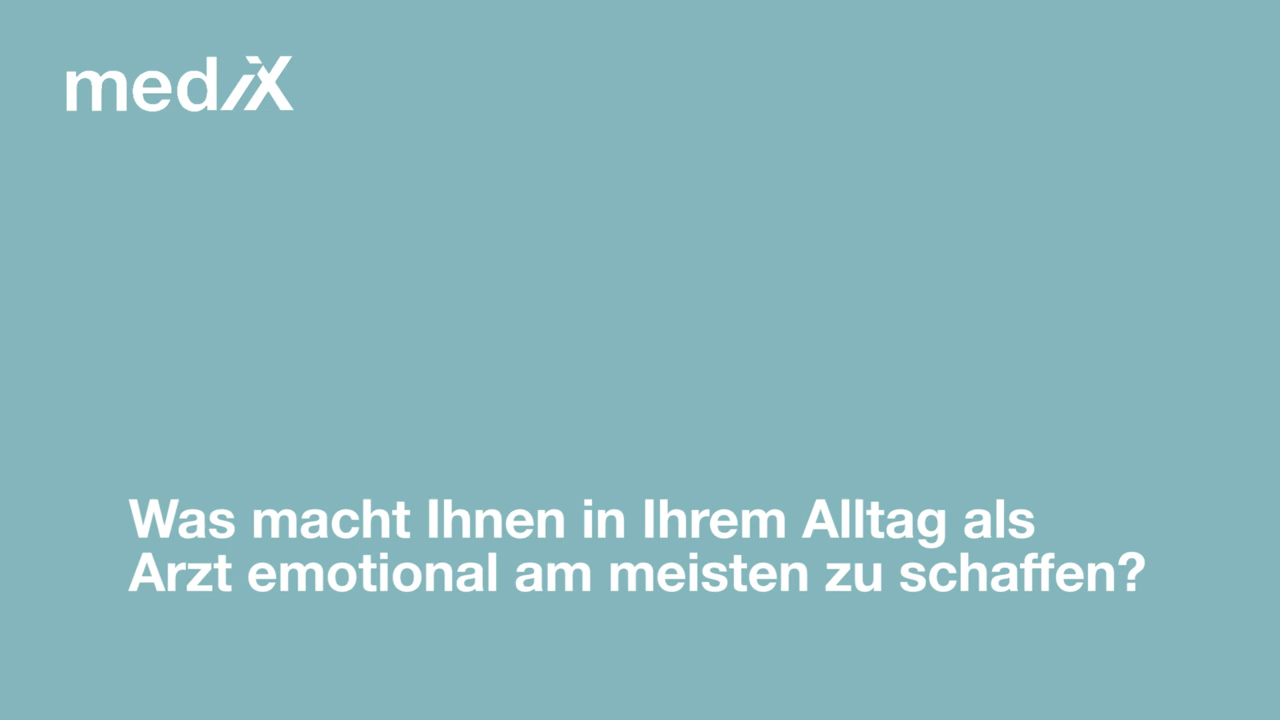 mediX
Was macht Ihnen in Ihrem Alltag als
Arzt emotional am meisten zu schaffen?